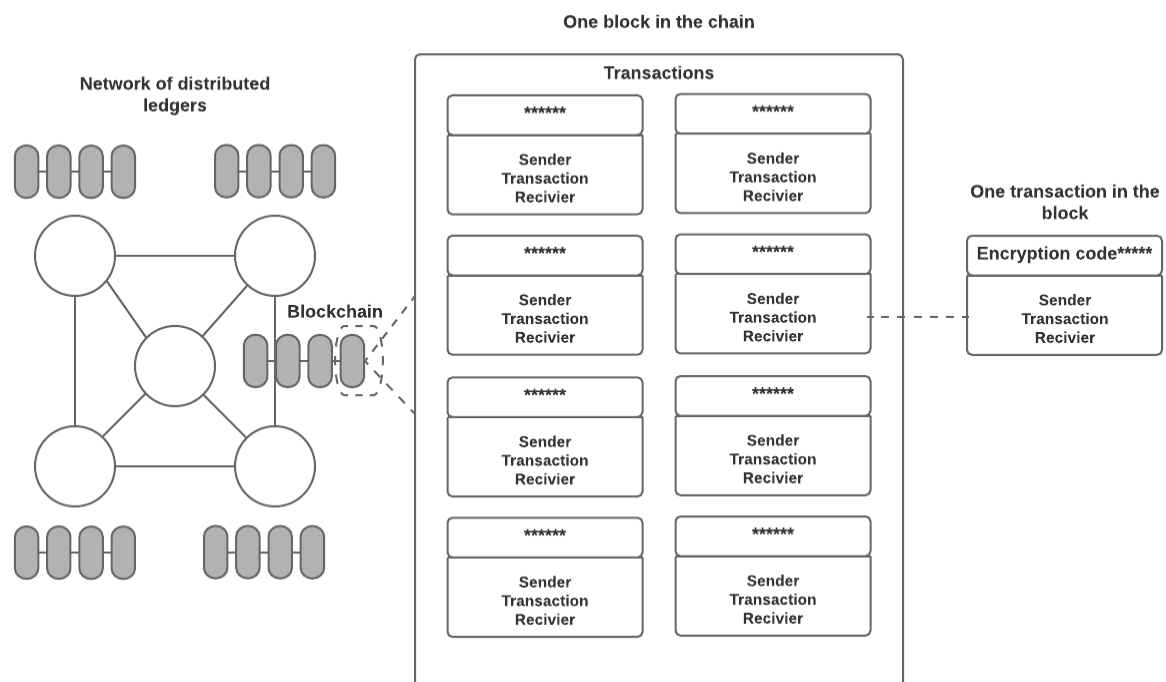 One block in the chain
Network of distributed
ledgers
Blockchain
Transactions
******
Sender
Transaction
Recivier
******
Sender
Transaction
Recivier
******
Sender
Transaction
Recivier
******
Sender
Transaction
Recivier
******
Sender
Transaction
Recivier
******
Sender
Transaction
Recivier
******
Sender
Transaction
Recivier
******
Sender
Transaction
Recivier
One transaction in the
block
Encryption code*****
Sender
Transaction
Recivier